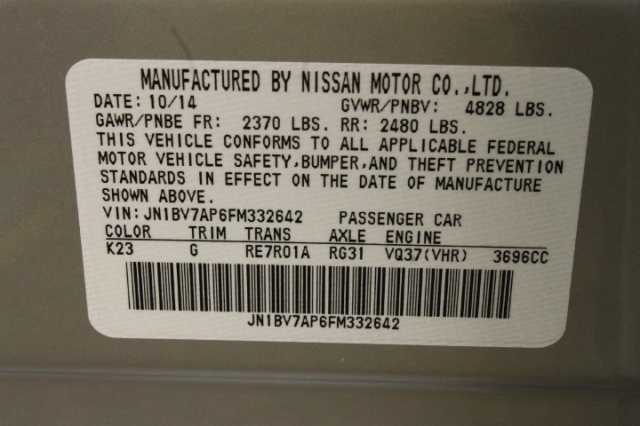 MANUFACTURED BY NISSAN MOTOR CO.,LTD.
DATE: 10/14 GVWR/PNBV: 4828 LBS.
GAWR/PNBE FR: 2370 LBS. RR: 2480 LBS.
THIS VEHICLE CONFORMS TO ALL APPLICABLE FEDERAL
MOTOR VEHICLE SAFETY,BUMPER,AND THEFT PREVENTION
STANDARDS IN EFFECT ON THE DATE OF MANUFACTURE
SHOWN ABOVE.
VIN:JN1BV7AP6FM332642 PASSENGER CAR
COLOR TRIM TRANS AXLE ENGINE
K23 G RE7R01A RG31 VQ37(VHR) 3696CC
JN1BV7AP6FM332642